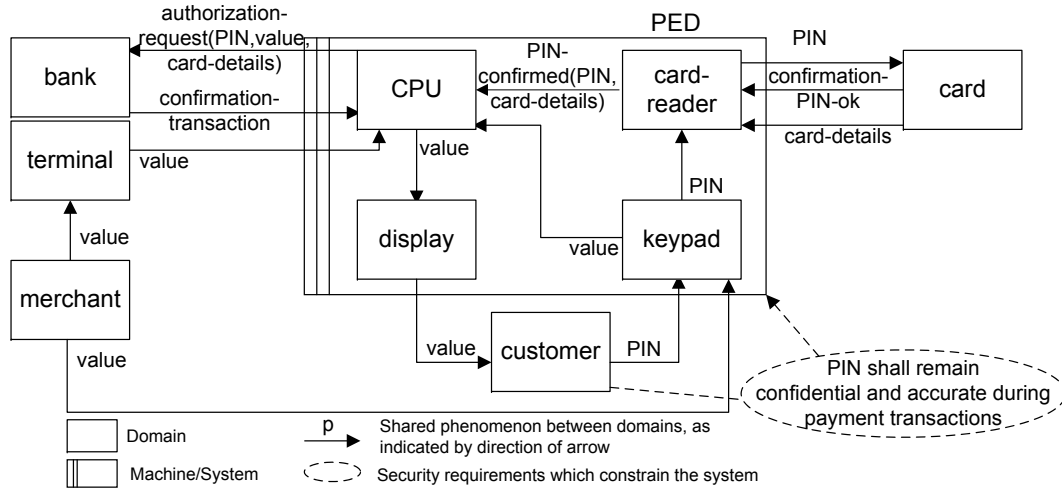 authorization-
request(PIN,value,
card-details)
PED
PIN
bank
CPU
PIN-
confirmed(PIN,
card-details)
card-
reader
confirmation-
PIN-ok
card-details
card
confirmation-
transaction
terminal
value
value
PIN
value
display
value
keypad
merchant
value
value
customer
PIN
PIN shall remain
confidential and accurate during
payment transactions
Domain
p
Shared phenomenon between domains, as
indicated by direction of arrow
Machine/System
Security requirements which constrain the system